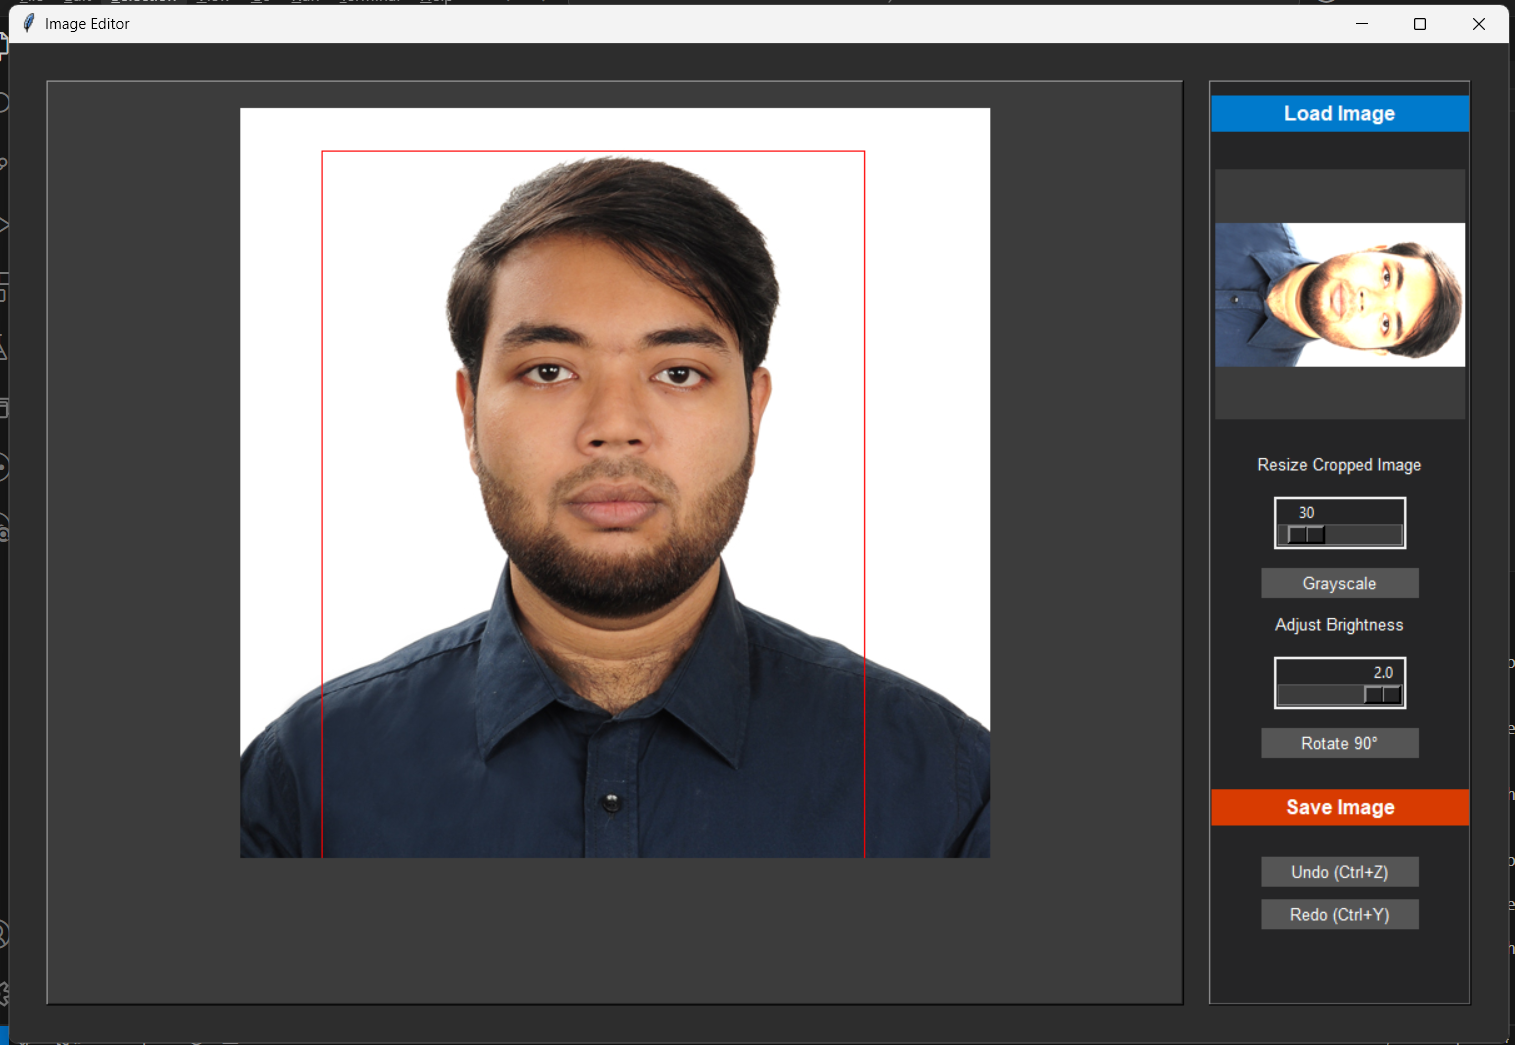 Image Editor
Load Image
Resize Cropped Image
30
Grayscale
Adjust Brightness
2.0
Rotate 90°
Save Image
Undo (Ctrl+Z)
Redo (Ctrl+Y)